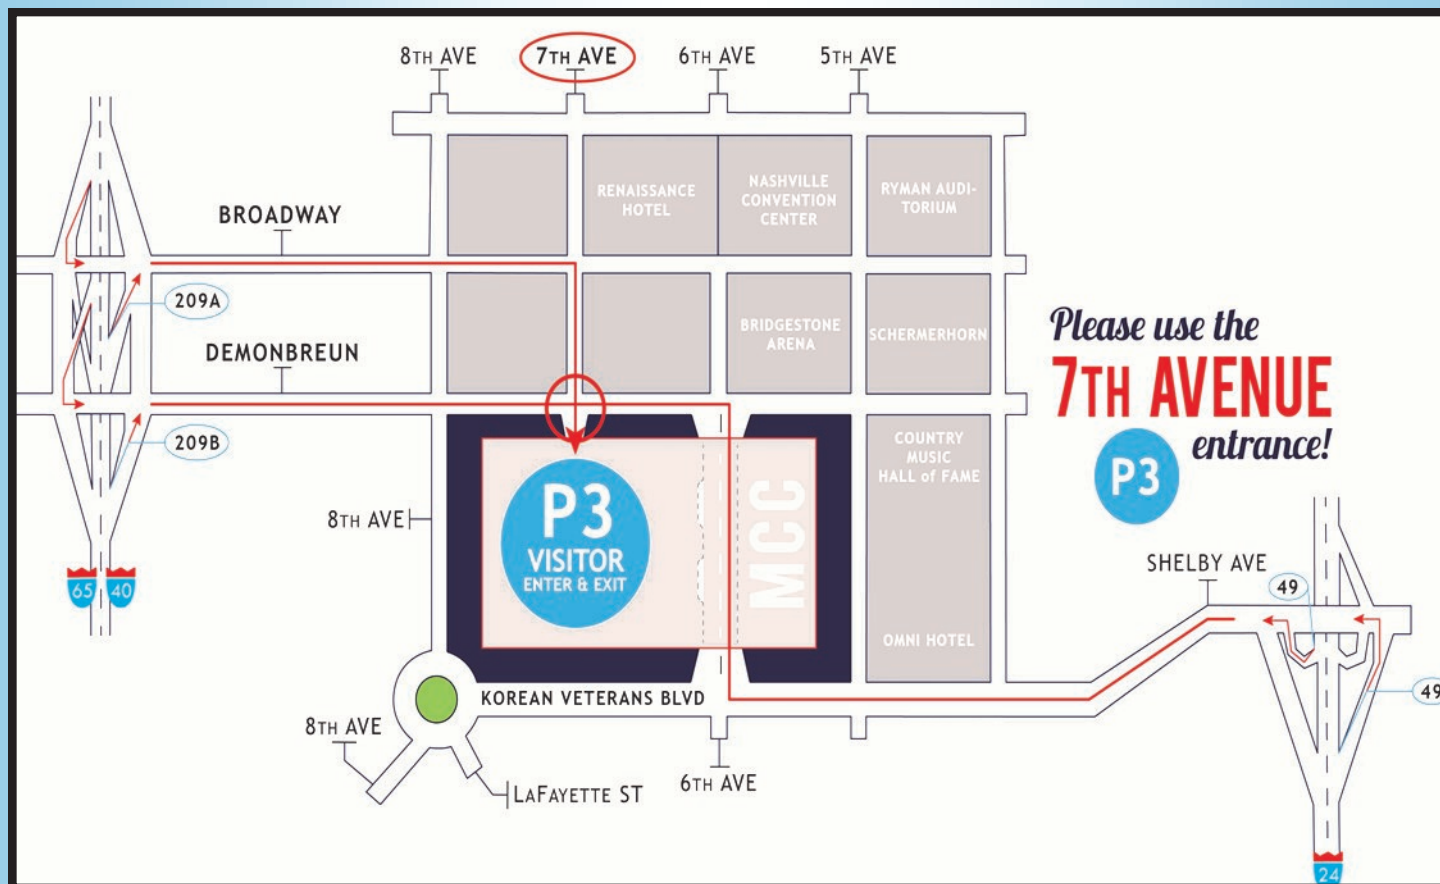 8TH AVE
7TH AVE
6TH AVE
5TH AVE
BROADWAY
RENAISSANCE
HOTEL
NASHVILLE
CONVENTION
CENTER
RYMAN AUDI-
TORIUM
209A
DEMONBREUN
BRIDGESTONE
ARENA
SCHERMERHORN
Please use the
7TH AVENUE
entrance!
P3
209B
COUNTRY
MUSIC
HALL of FAME
P3
VISITOR
ENTER & EXIT
MCC
8TH AVE
65
40
SHELBY AVE
49
OMNI HOTEL
49
KOREAN VETERANS BLVD
8TH AVE
LAFAYETTE ST
6TH AVE
24